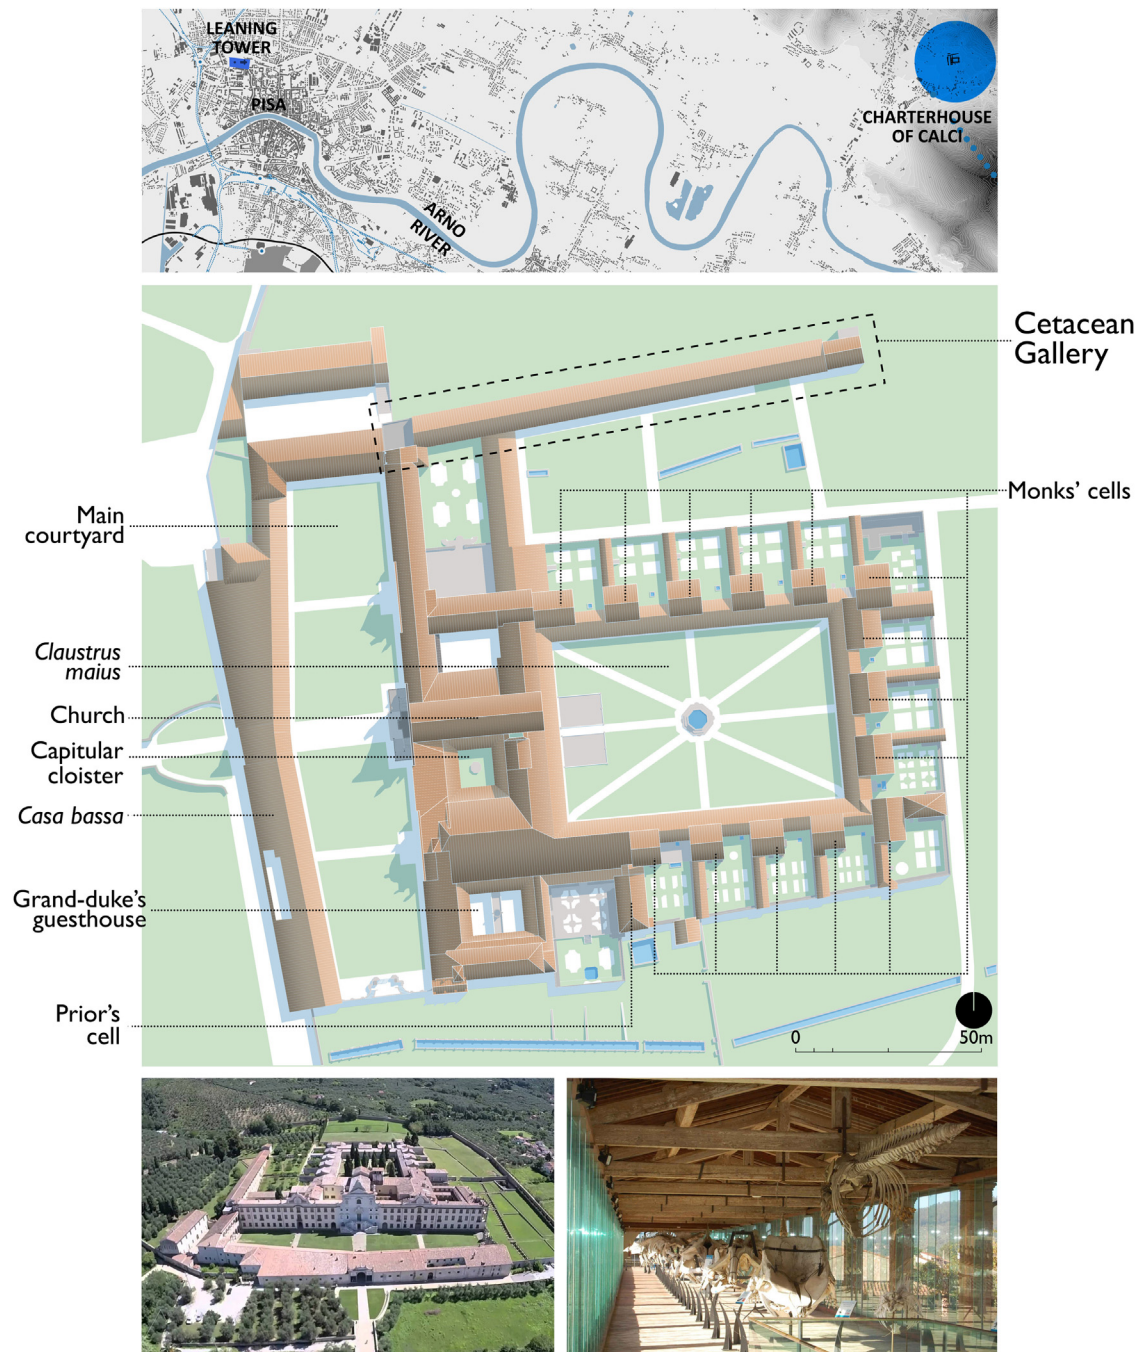 LEANING
TOWER
PISA
ARNO
RIVER
CHARTERHOUSE
OF CALCI
Cetacean
Gallery
Monks' cells
Main
courtyard
Claustrus
maius
Church
Capitular
cloister
Casa bassa
Grand-duke's
guesthouse
Prior's
cell
0
50m